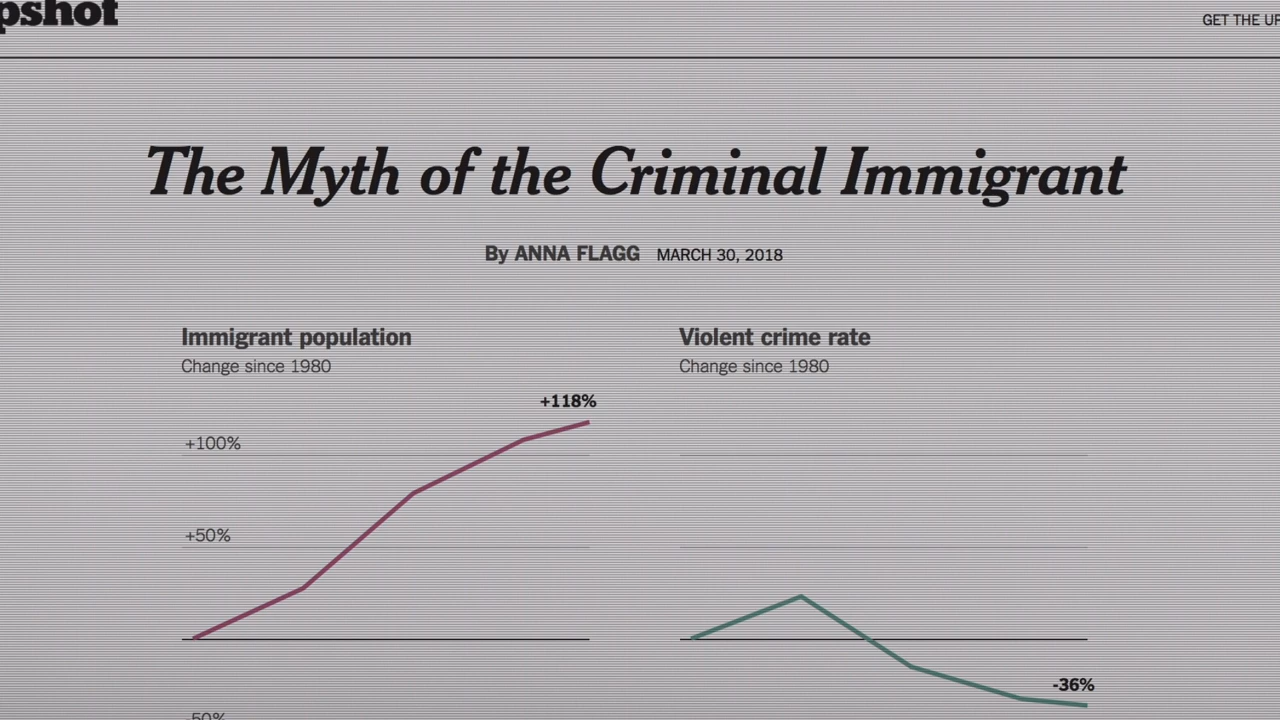 pshot
GET THE UP
The Myth of the Criminal Immigrant
By ANNA FLAGG MARCH 30, 2018
Immigrant population
Change since 1980
+118%
+100%
+50%
-50%
Violent crime rate
Change since 1980
-36%